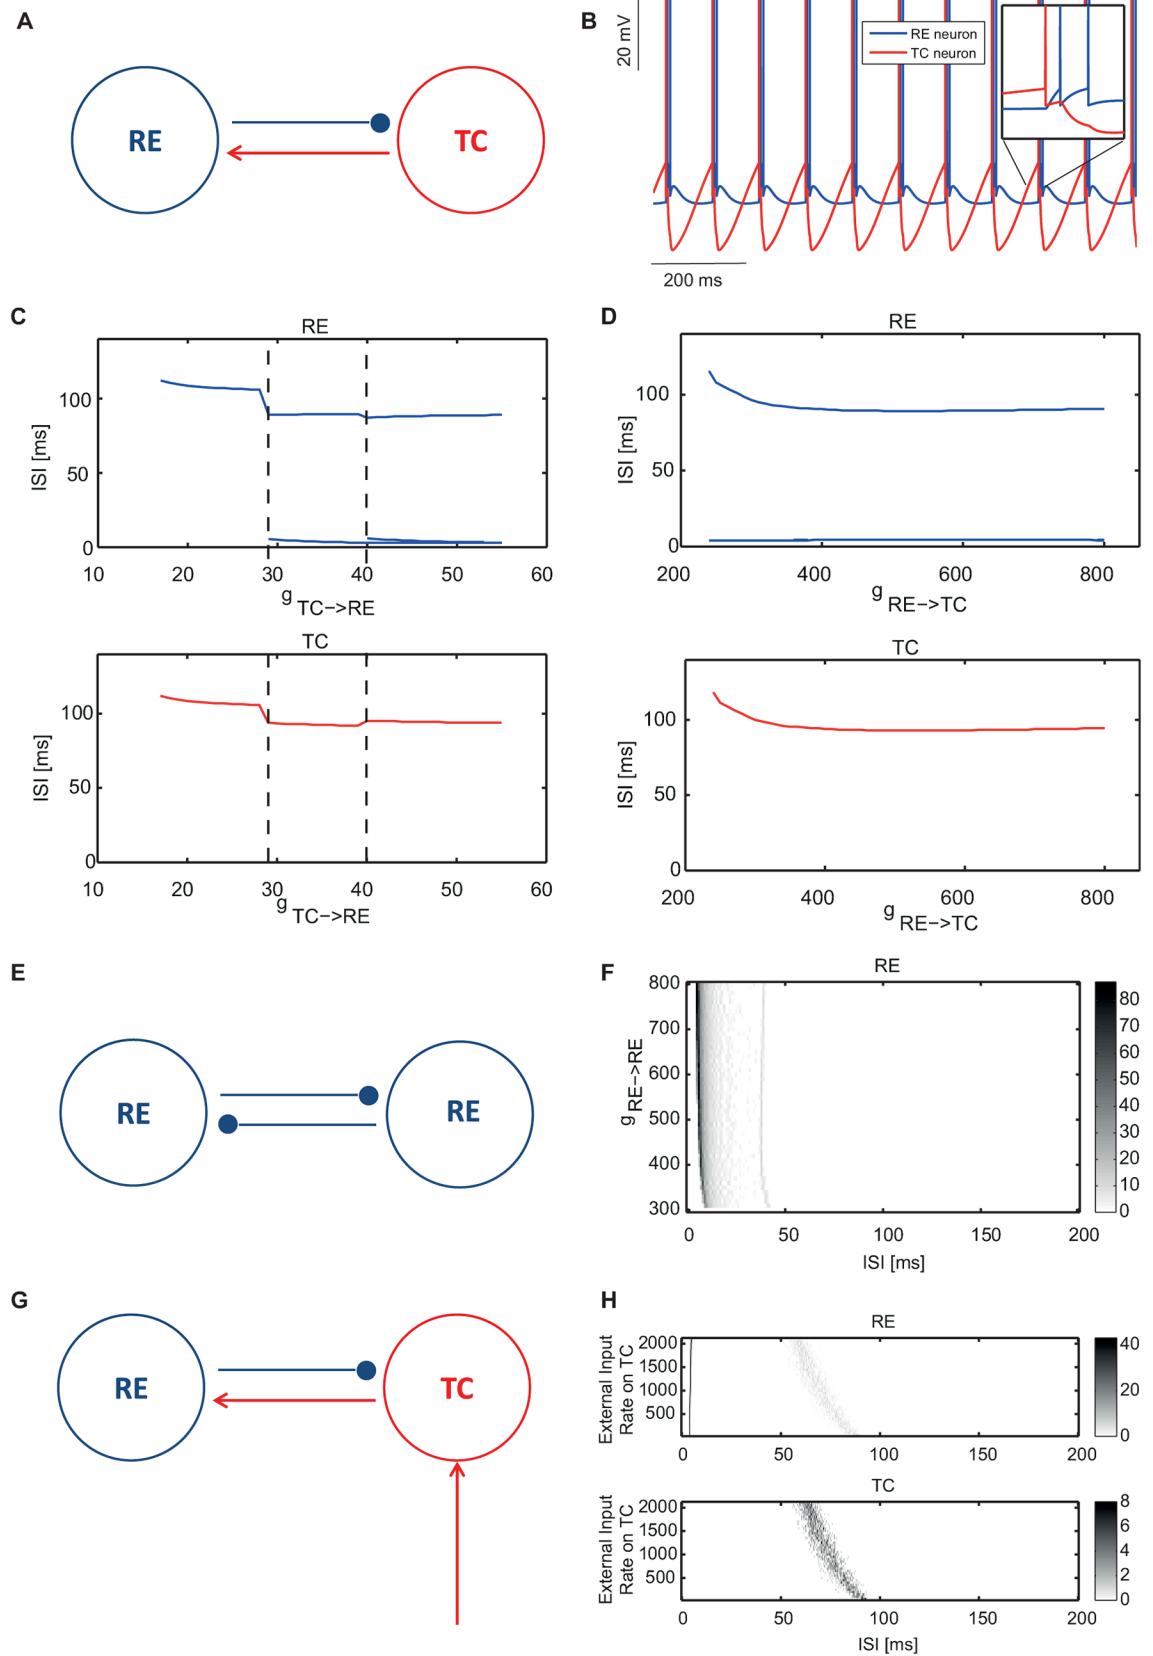 A
RE
TC
B
20 mV
RE neuron
TC neuron
200 ms
C
RE
ISI [ms]
100
50
0
10 20 30 40 50 60
g TC->RE
TC
ISI [ms]
100
50
0
10 20 30 40 50 60
g TC->RE
D
RE
ISI [ms]
100
50
0
200 400 600 800
g RE->TC
TC
ISI [ms]
100
50
0
200 400 600 800
g RE->TC
E
RE
RE
F
RE
g RE->RE
800
700
600
500
400
300
0 50 100 150 200
ISI [ms]
80
70
60
50
40
30
20
10
0
G
RE
TC
H
RE
External Input
Rate on TC
2000
1500
1000
500
0 50 100 150 200
40
20
0
TC
External Input
Rate on TC
2000
1500
1000
500
0 50 100 150 200
ISI [ms]
8
6
4
2
0